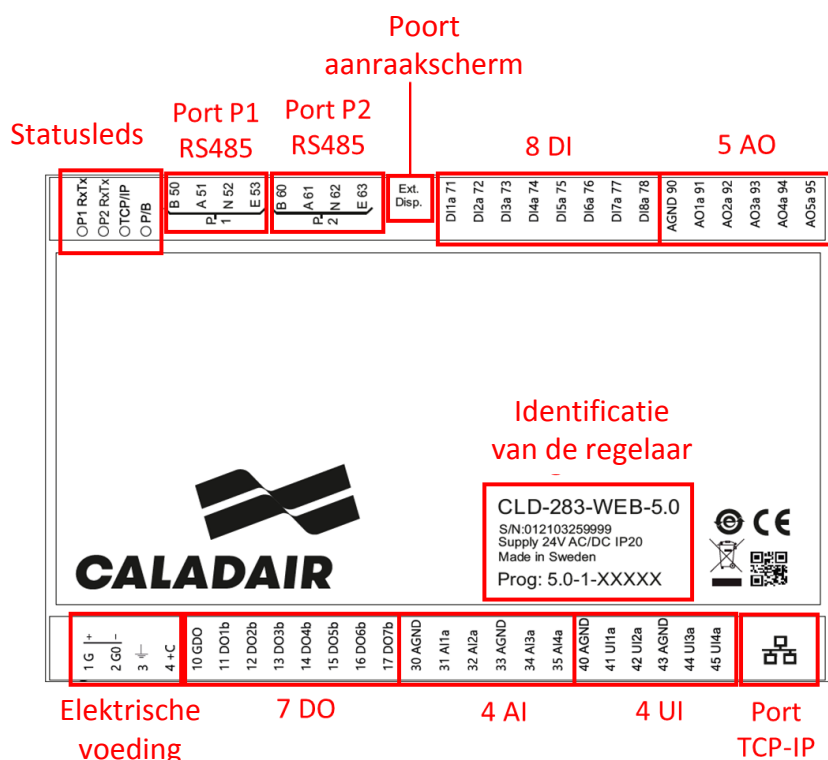 Poort
aanraakscherm
Statusleds
Port P1
RS485
Port P2
RS485
8 DI
5 AO
P1 RxTx
P2 RxTx
TCP/IP
P/B
B 50
A 51
N 52
E 53
P
1
B 60
A 61
N 62
E 63
P
2
Ext.
Disp.
DI1a 71
DI2a 72
DI3a 73
DI4a 74
DI5a 75
DI6a 76
DI7a 77
DI8a 78
AGND 90
AO1a 91
AO2a 92
AO3a 93
AO4a 94
AO5a 95
Identificatie
van de regelaar
CLD-283-WEB-5.0
S/N:012103259999
Supply 24V AC/DC IP20
Made in Sweden
Prog: 5.0-1-XXXXX
CE
CALADAIR
1 G +
2 G0 -
3
4 +C
10 GDO
11 DO1b
12 DO2b
13 DO3b
14 DO4b
15 DO5b
16 DO6b
17 DO7b
30 AGND
31 AI1a
32 AI2a
33 AGND
34 AI3a
35 AI4a
40 AGND
41 UI1a
42 UI2a
43 AGND
44 UI3a
45 UI4a
Elektrische
voeding
7 DO
4 AI
4 UI
Port
TCP-IP